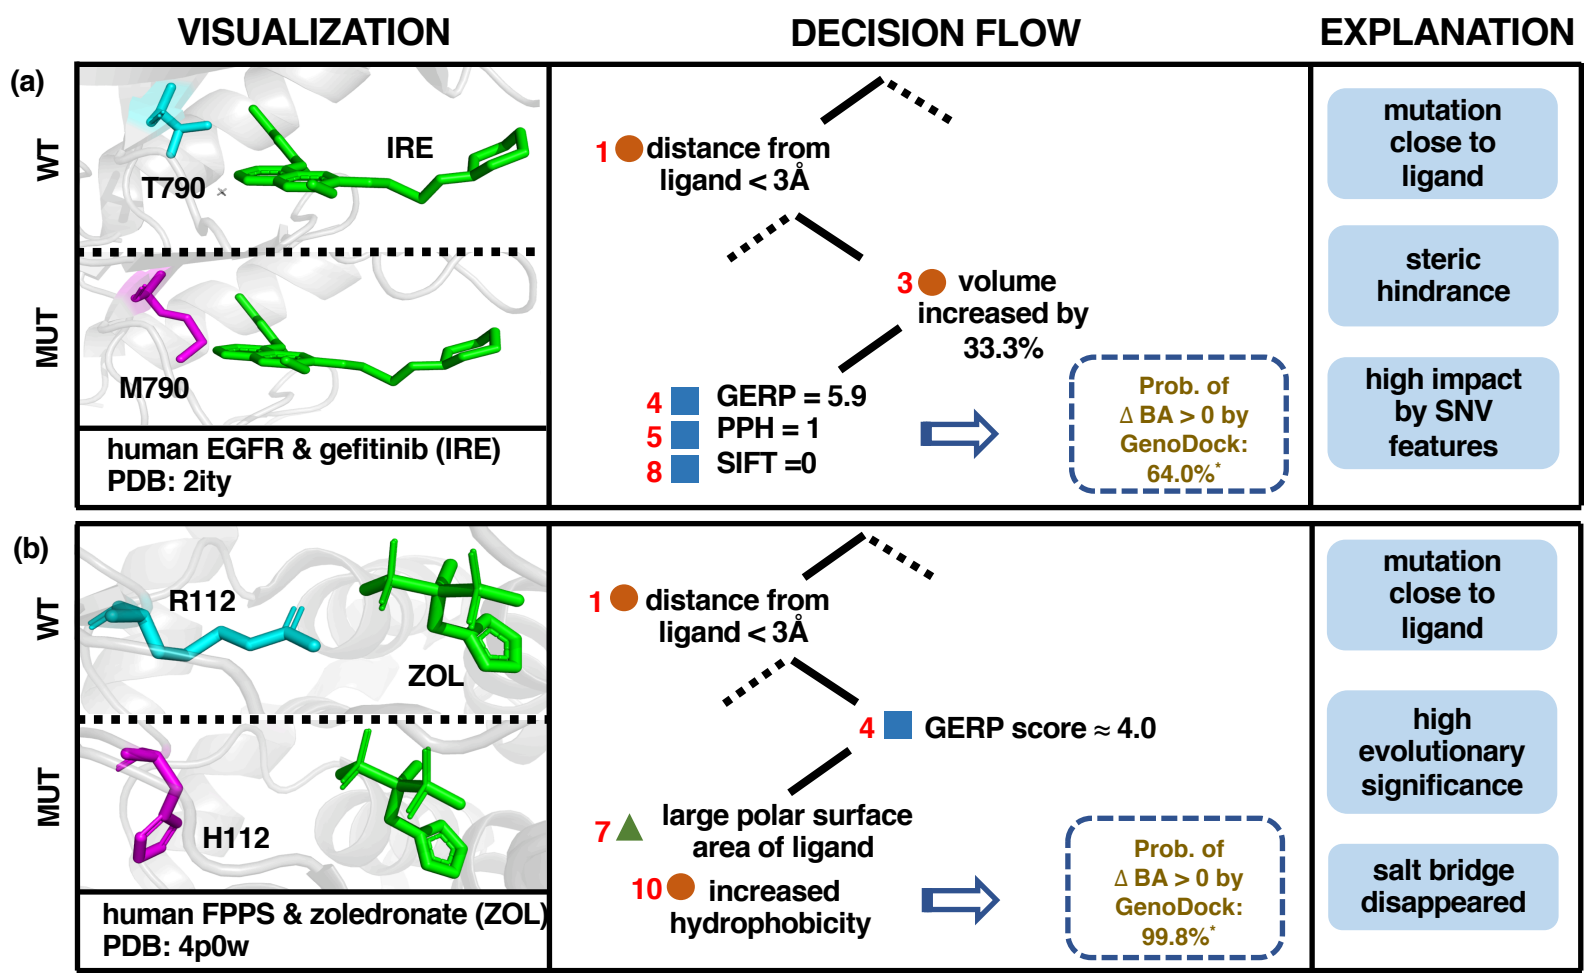 VISUALIZATION
DECISION FLOW
EXPLANATION
(a)
WT
T790
IRE
MUT
M790
human EGFR & gefitinib (IRE)
PDB: 2ity
1 distance from
ligand < 3Å
3 volume
increased by
33.3%
4 GERP = 5.9
5 PPH = 1
8 SIFT =0
Prob. of
Δ BA > 0 by
GenoDock:
64.0%*
mutation
close to
ligand
steric
hindrance
high impact
by SNV
features
(b)
WT
R112
ZOL
MUT
H112
human FPPS & zoledronate (ZOL)
PDB: 4p0w
1 distance from
ligand < 3Å
4 GERP score ≈ 4.0
7 large polar surface
area of ligand
10 increased
hydrophobicity
Prob. of
Δ BA > 0 by
GenoDock:
99.8%*
mutation
close to
ligand
high
evolutionary
significance
salt bridge
disappeared